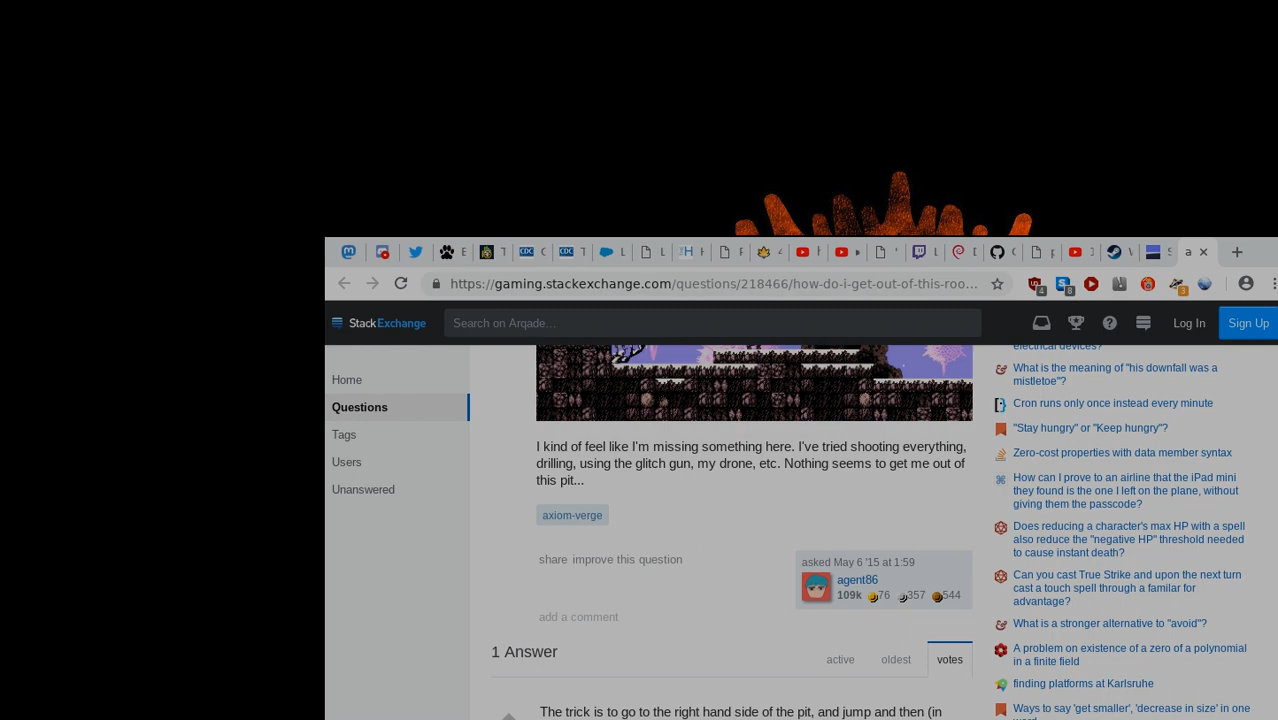 https://gaming.stackexchange.com/questions/218466/how-do-i-get-out-of-this-roo...
StackExchange
Search on Arqade...
Log In
Sign Up
Home
Questions
Tags
Users
Unanswered
I kind of feel like I'm missing something here. I've tried shooting everything,
drilling, using the glitch gun, my drone, etc. Nothing seems to get me out of
this pit...
axiom-verge
share improve this question
asked May 6 '15 at 1:59
agent86
109k 76 357 544
add a comment
1 Answer
active
oldest
votes
The trick is to go to the right hand side of the pit, and jump and then (in
electrical devices?
What is the meaning of "his downfall was a
mistletoe"?
Cron runs only once instead every minute
"Stay hungry" or "Keep hungry"?
Zero-cost properties with data member syntax
How can I prove to an airline that the iPad mini
they found is the one I left on the plane, without
giving them the passcode?
Does reducing a character's max HP with a spell
also reduce the "negative HP" threshold needed
to cause instant death?
Can you cast True Strike and upon the next turn
cast a touch spell through a familar for
advantage?
What is a stronger alternative to "avoid"?
A problem on existence of a zero of a polynomial
in a finite field
finding platforms at Karlsruhe
Ways to say 'get smaller', 'decrease in size' in one